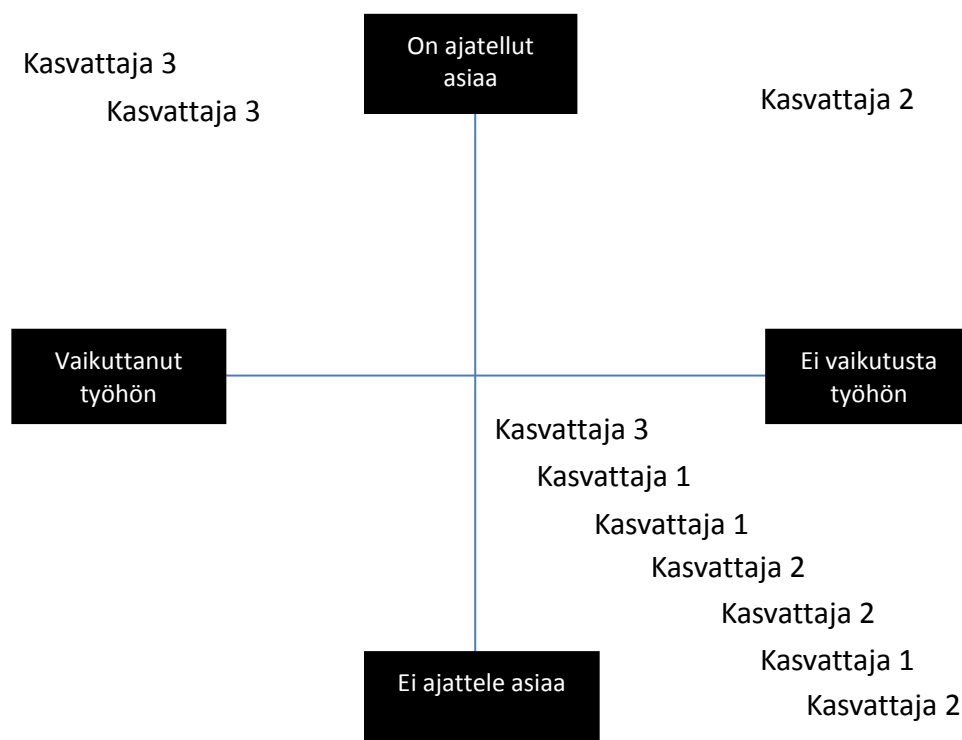 On ajatellut
asiaa
Kasvattaja 3
Kasvattaja 3
Kasvattaja 2
Vaikuttanut
työhön
Ei vaikutusta
työhön
Kasvattaja 3
Kasvattaja 1
Kasvattaja 1
Kasvattaja 2
Kasvattaja 2
Kasvattaja 1
Ei ajattele asiaa
Kasvattaja 2